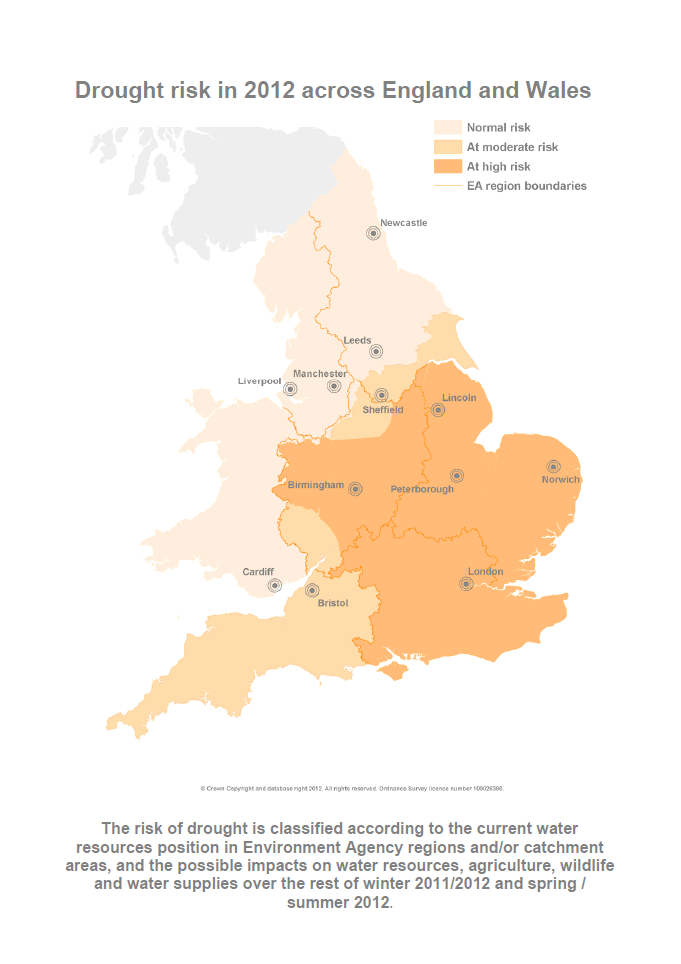 Drought risk in 2012 across England and Wales
Normal risk
At moderate risk
At high risk
EA region boundaries
Newcastle
Leeds
Manchester
Liverpool
Lincoln
Sheffield
Norwich
Birmingham
Peterborough
London
Cardiff
Bristol
© Crown Copyright and database right 2012. All rights reserved. Ordnance Survey licence number 100026380.
The risk of drought is classified according to the current water
resources position in Environment Agency regions and/or catchment
areas, and the possible impacts on water resources, agriculture, wildlife
and water supplies over the rest of winter 2011/2012 and spring /
summer 2012.